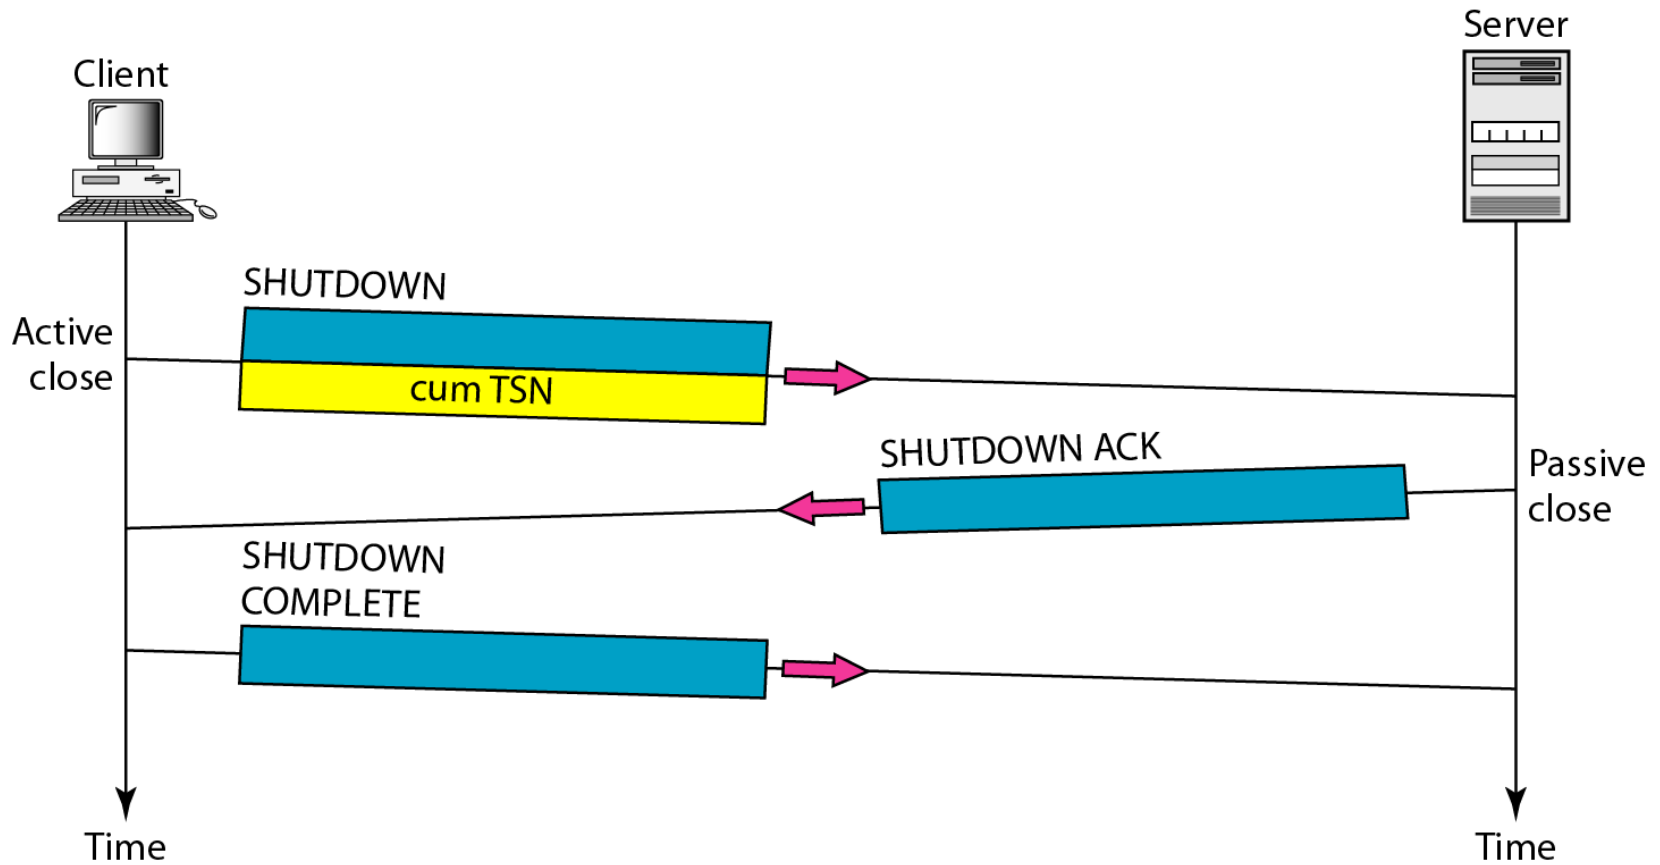 Server
Client
SHUTDOWN
Active
close
cum TSN
SHUTDOWN ACK
Passive
close
SHUTDOWN
COMPLETE
Time
Time